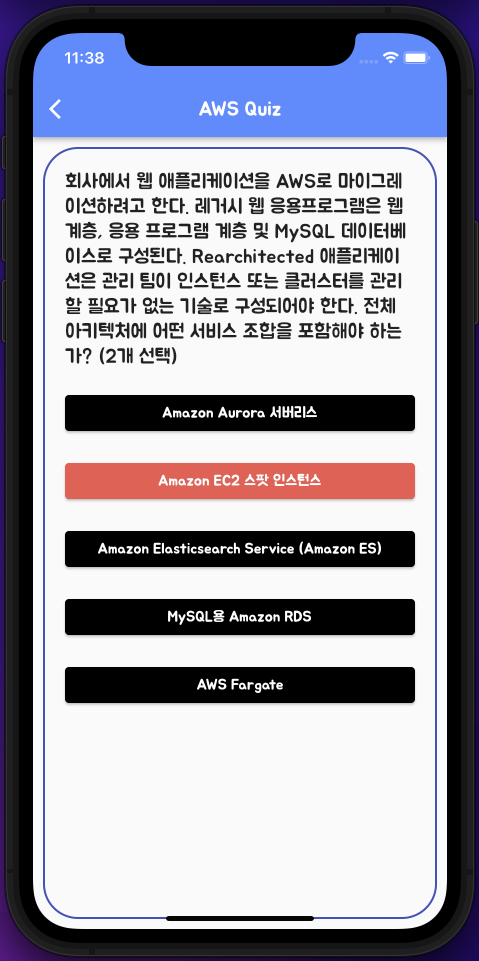 11:38
AWS Quiz
회사에서 웹 애플리케이션을 AWS로 마이그레
이션하려고 한다. 레거시 웹 응용프로그램은 웹
계층, 응용 프로그램 계층 및 MySQL 데이터베
이스로 구성된다. Rearchitected 애플리케이
션은 관리 팀이 인스턴스 또는 클러스터를 관리
할 필요가 없는 기술로 구성되어야 한다. 전체
아키텍처에 어떤 서비스 조합을 포함해야 하는
가? (2개 선택)
Amazon Aurora 서버리스
Amazon EC2 스팟 인스턴스
Amazon Elasticsearch Service (Amazon ES)
MySQL용 Amazon RDS
AWS Fargate